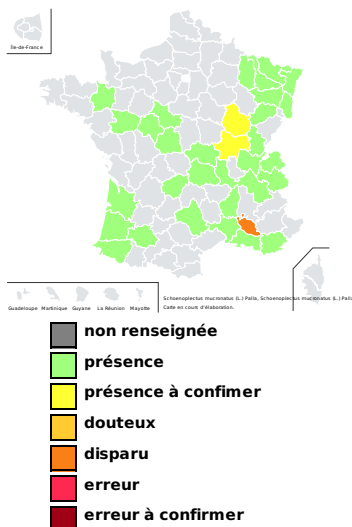 Île-de-France
Guadeloupe Martinique Guyane La Réunion Mayotte
Schoenoplectus mucronatus (L.) Palla, Schoenoplectus mucronatus (L.) Palla
Carte en cours d'élaboration.
non renseignée
présence
présence à confimer
douteux
disparu
erreur
erreur à confirmer